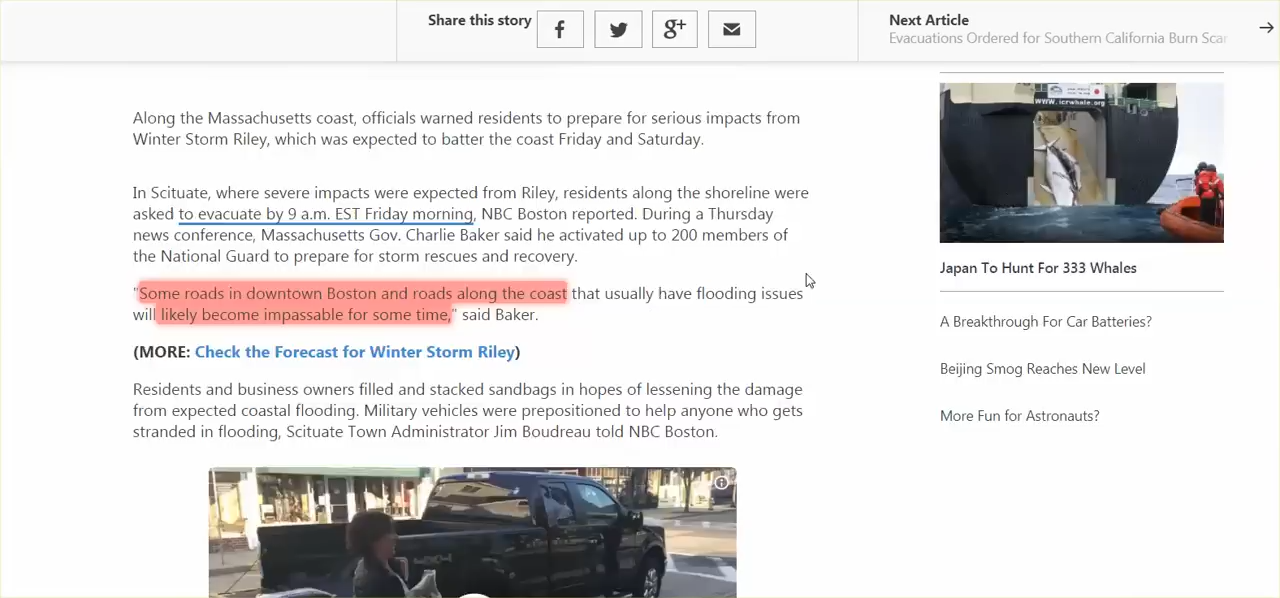 Share this story
Next Article
Evacuations Ordered for Southern California Burn Scar
Along the Massachusetts coast, officials warned residents to prepare for serious impacts from
Winter Storm Riley, which was expected to batter the coast Friday and Saturday.
In Scituate, where severe impacts were expected from Riley, residents along the shoreline were
asked to evacuate by 9 a.m. EST Friday morning, NBC Boston reported. During a Thursday
news conference, Massachusetts Gov. Charlie Baker said he activated up to 200 members of
the National Guard to prepare for storm rescues and recovery.
"Some roads in downtown Boston and roads along the coast that usually have flooding issues
will likely become impassable for some time," said Baker.
(MORE: Check the Forecast for Winter Storm Riley)
Residents and business owners filled and stacked sandbags in hopes of lessening the damage
from expected coastal flooding. Military vehicles were prepositioned to help anyone who gets
stranded in flooding, Scituate Town Administrator Jim Boudreau told NBC Boston.
www.icrwhale.org
Japan To Hunt For 333 Whales
A Breakthrough For Car Batteries?
Beijing Smog Reaches New Level
More Fun for Astronauts?